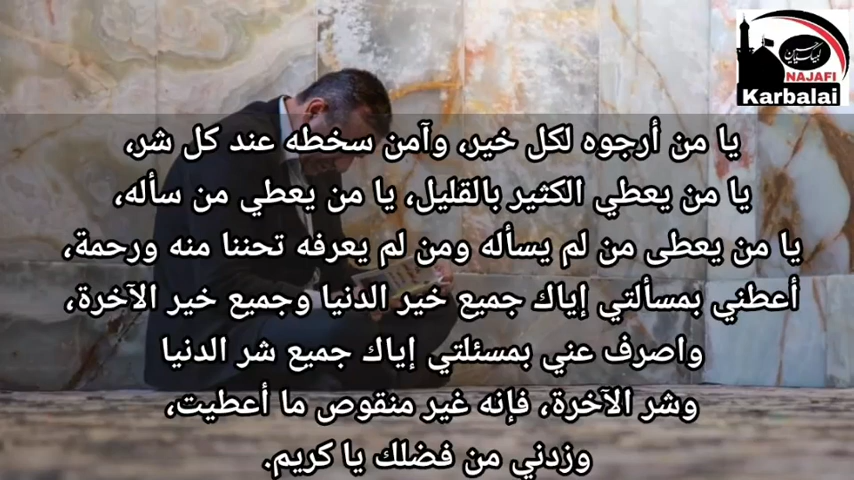 NAJAFI
Karbalai
يا من أرجوه لكل خير، وآمن سخطه عند كل شر،
يا من يعطي الكثير بالقليل، يا من يعطي من سأله،
يا من يعطى من لم يسأله ومن لم يعرفه تحننا منه ورحمة،
أعطني بمسألتي إياك جميع خير الدنيا وجميع خير الآخرة،
واصرف عني بمسئلتي إياك جميع شر الدنيا
وشر الآخرة، فإنه غير منقوص ما أعطيت،
وزدني من فضلك يا كريم.